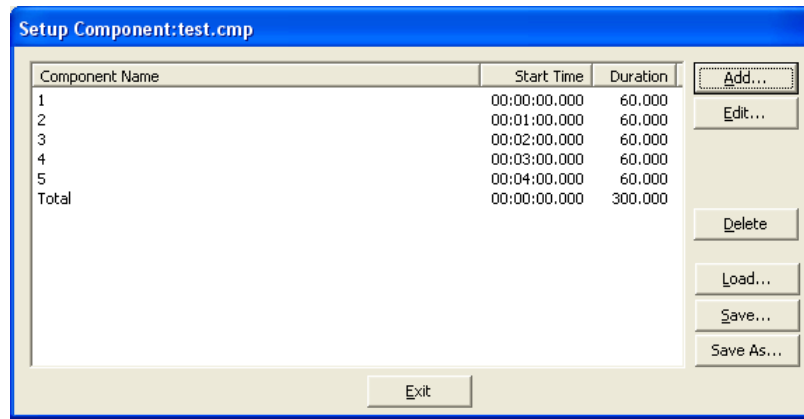 Setup Component:test.cmp
Component Name Start Time Duration
1 00:00:00.000 60.000
2 00:01:00.000 60.000
3 00:02:00.000 60.000
4 00:03:00.000 60.000
5 00:04:00.000 60.000
Total 00:00:00.000 300.000
Add...
Edit...
Delete
Load...
Save...
Save As...
Exit